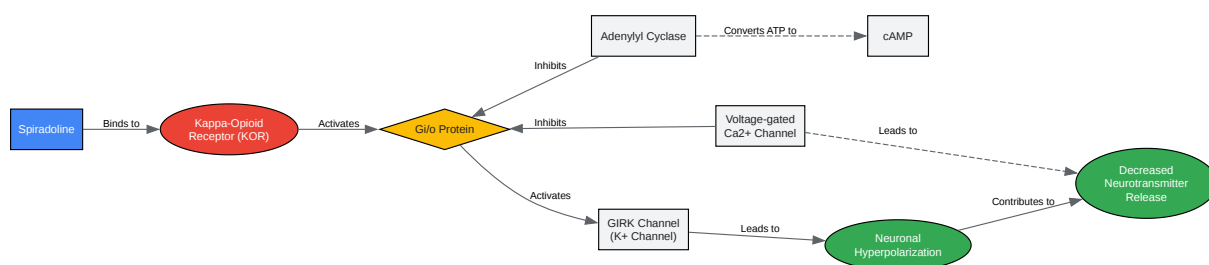 Spiradoline
Binds to
Kappa-Opioid
Receptor (KOR)
Activates
Gi/o Protein
Inhibits
Adenylyl Cyclase
Converts ATP to
cAMP
Inhibits
Voltage-gated
Ca2+ Channel
Leads to
Decreased
Neurotransmitter
Release
Activates
GIRK Channel
(K+ Channel)
Leads to
Neuronal
Hyperpolarization
Contributes to